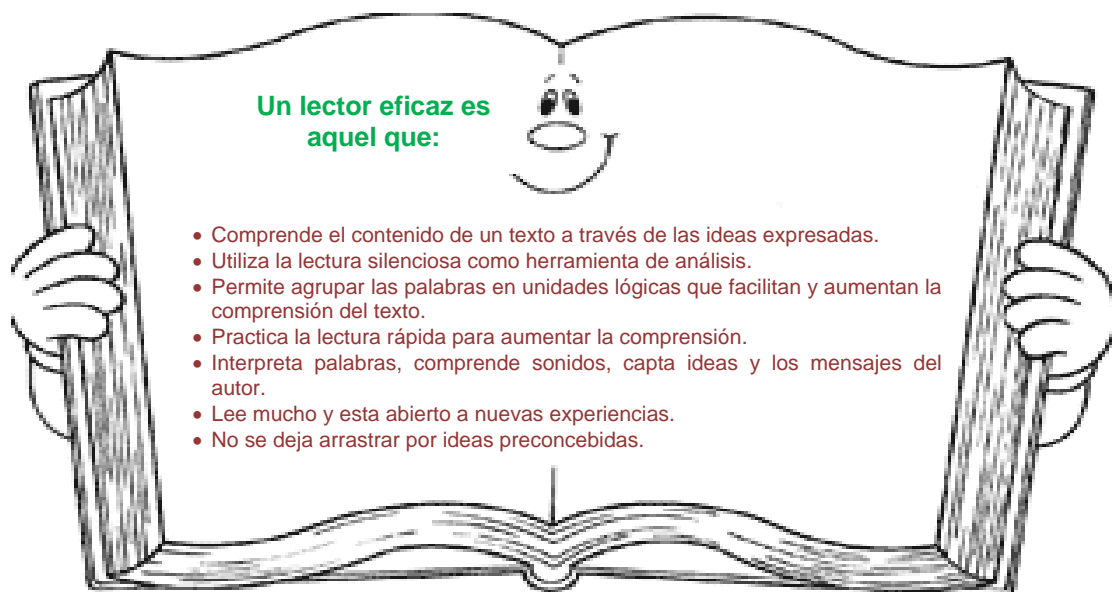 Un lector eficaz es
aquel que:
• Comprende el contenido de un texto a través de las ideas expresadas.
• Utiliza la lectura silenciosa como herramienta de análisis.
• Permite agrupar las palabras en unidades lógicas que facilitan y aumentan la
comprensión del texto.
• Practica la lectura rápida para aumentar la comprensión.
• Interpreta palabras, comprende sonidos, capta ideas y los mensajes del
autor.
• Lee mucho y esta abierto a nuevas experiencias.
• No se deja arrastrar por ideas preconcebidas.